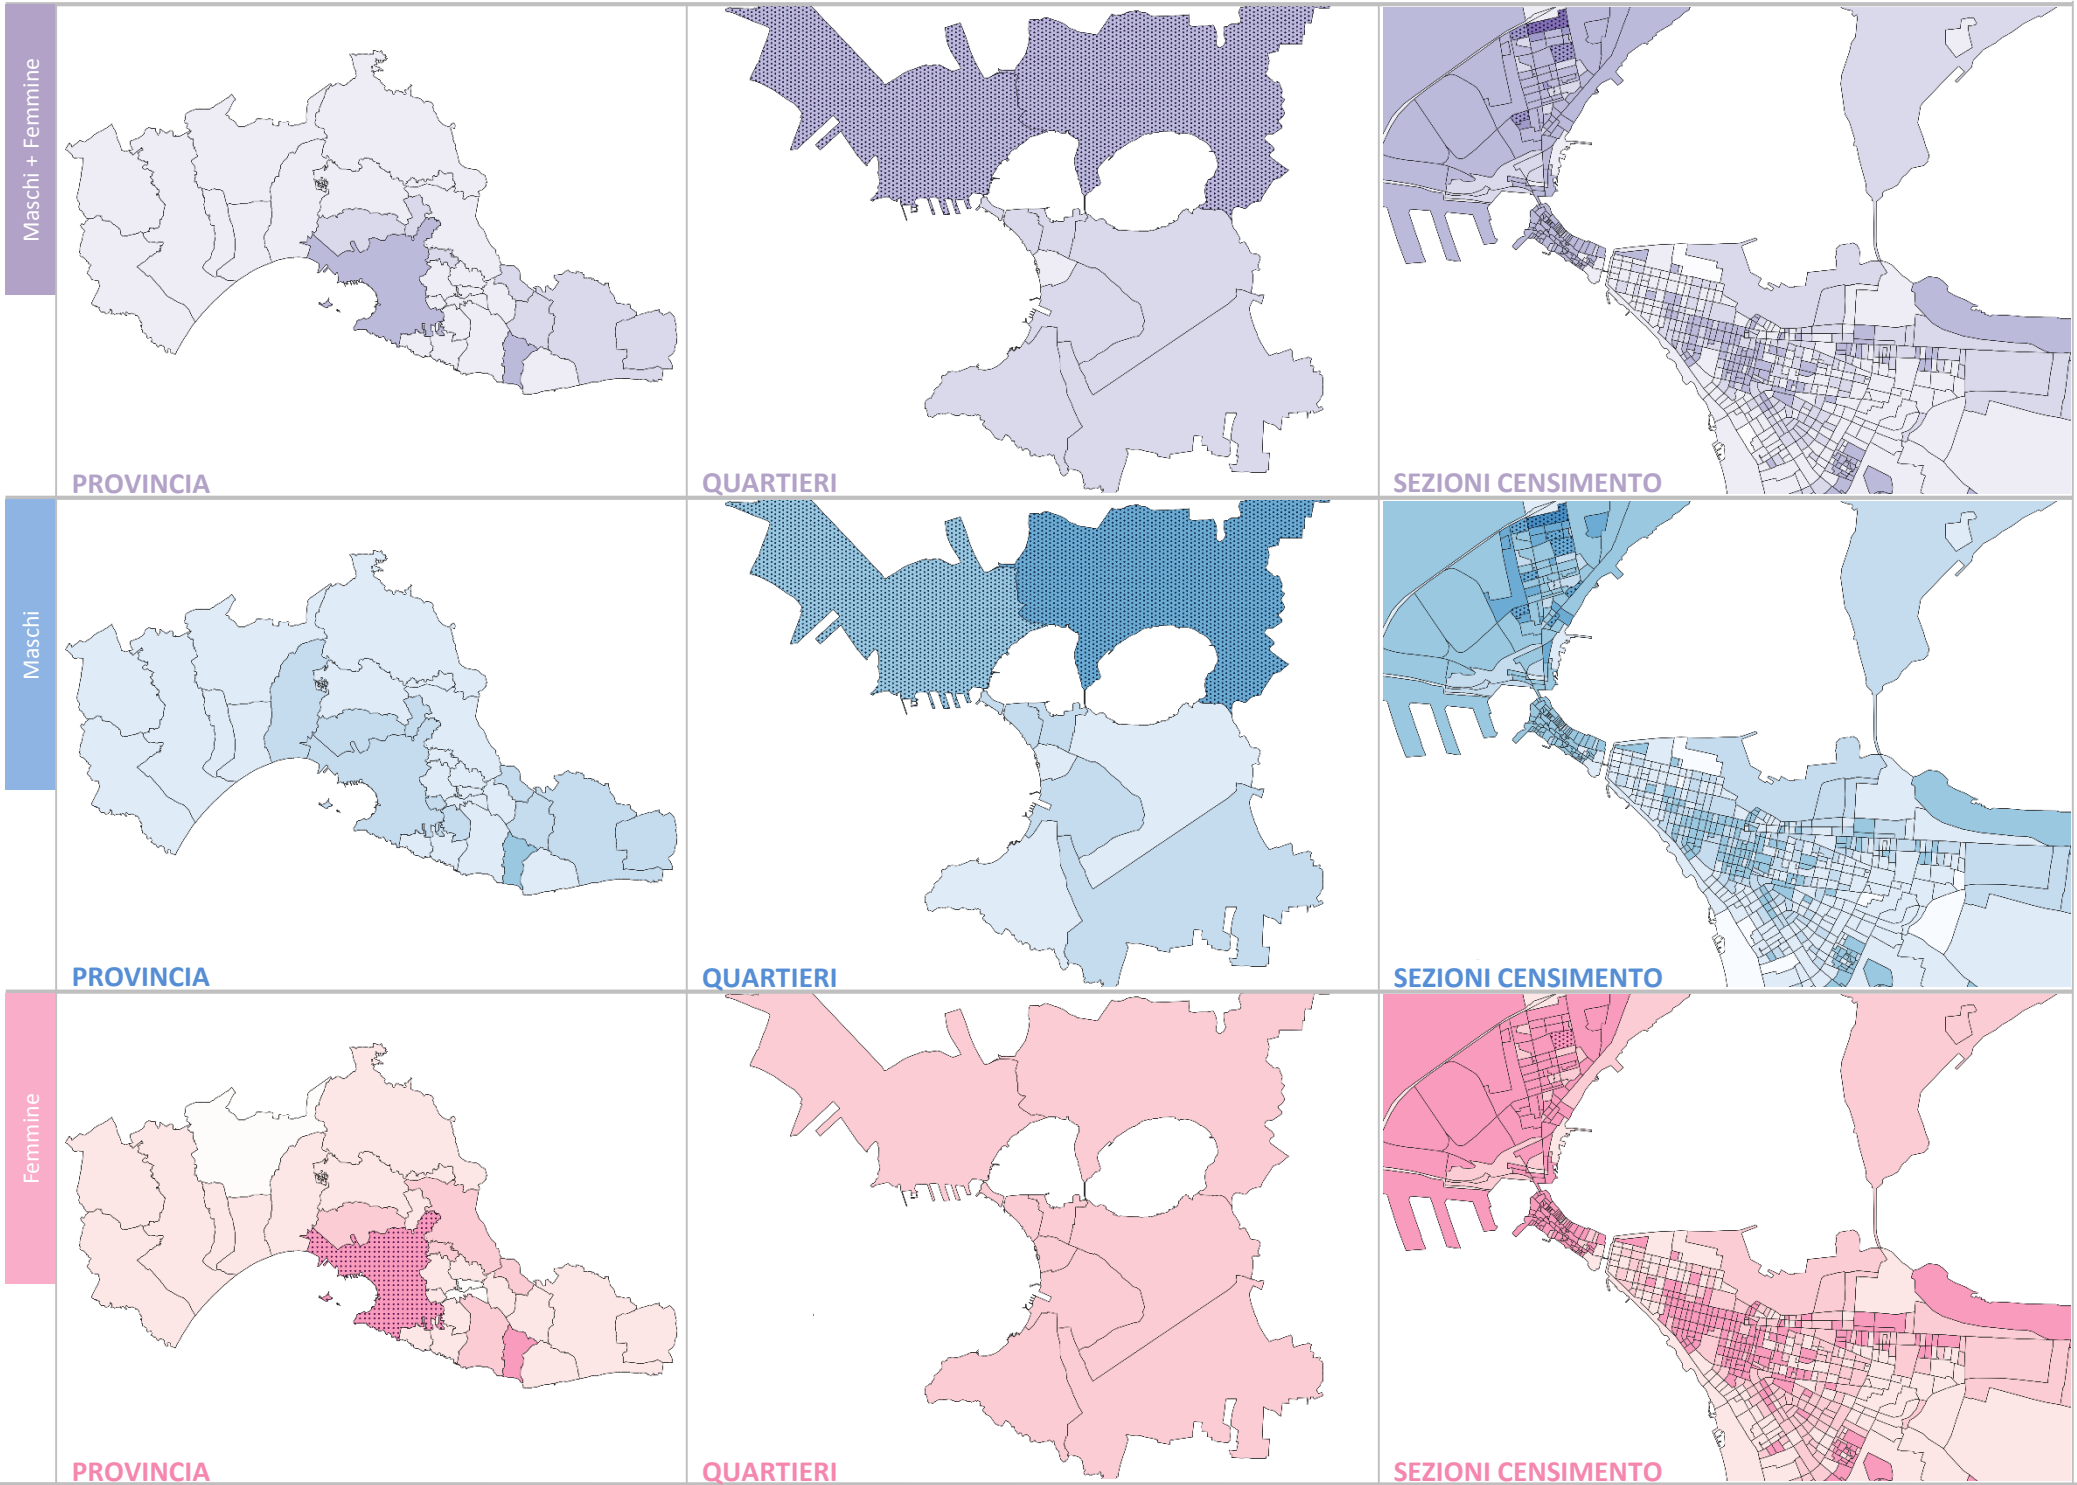 Maschi + Femmine
PROVINCIA
QUARTIERI
SEZIONI CENSIMENTO
Maschi
PROVINCIA
QUARTIERI
SEZIONI CENSIMENTO
Femmine
PROVINCIA
QUARTIERI
SEZIONI CENSIMENTO